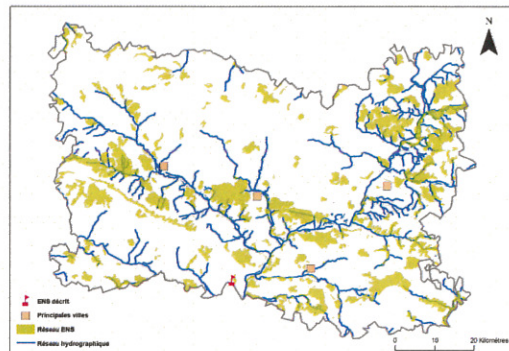 N
ENS décrit
Principales villes
Réseau ENS
Réseau hydrographique
0 10 20 Kilomètres